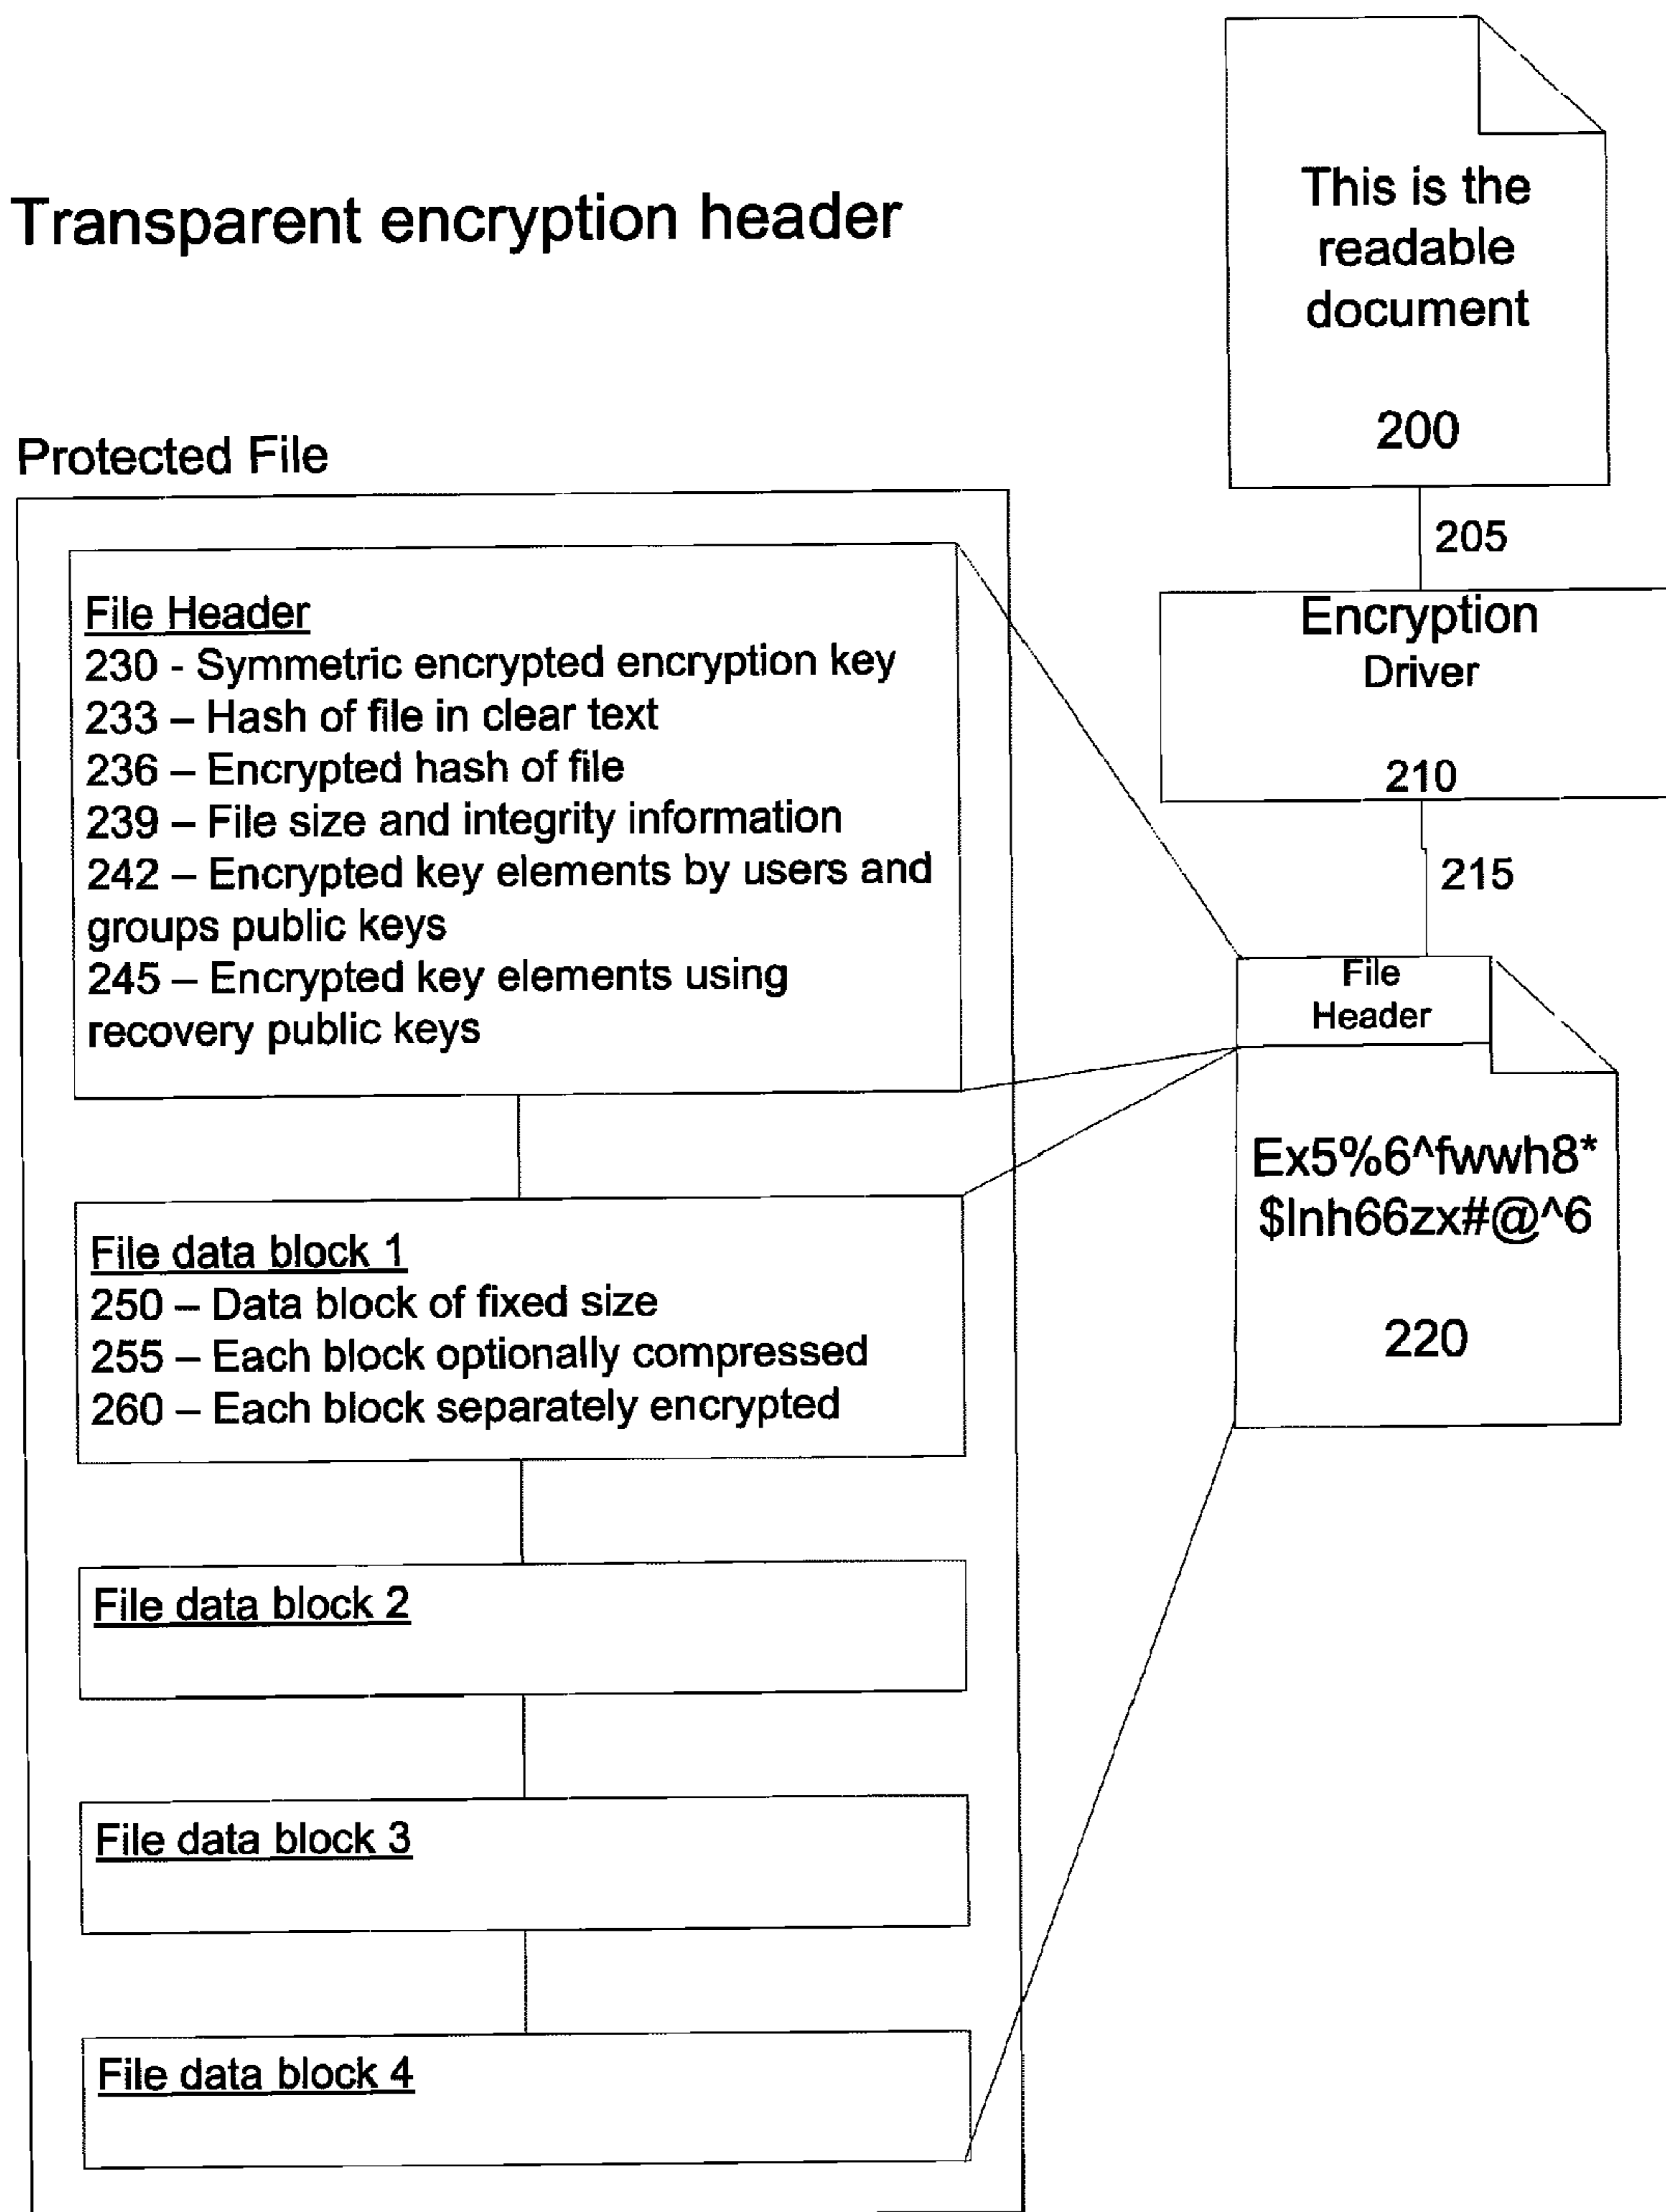 Transparent encryption header
This is the
readable
document
200
205
Encryption
Driver
210
215
File
Header
Ex5%6^fwwh8*
$lnh66zx#@^6
220
Protected File
File Header
230 - Symmetric encrypted encryption key
233 – Hash of file in clear text
236 – Encrypted hash of file
239 – File size and integrity information
242 – Encrypted key elements by users and
groups public keys
245 – Encrypted key elements using
recovery public keys
File data block 1
250 – Data block of fixed size
255 – Each block optionally compressed
260 – Each block separately encrypted
File data block 2
File data block 3
File data block 4